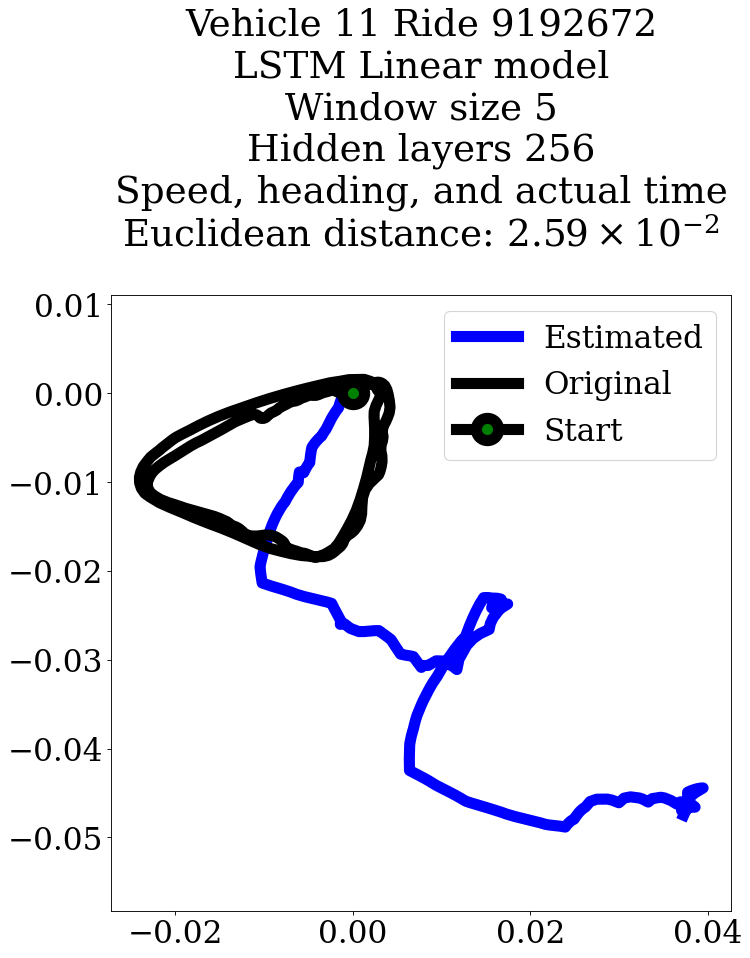 Vehicle 11 Ride 9192672
LSTM Linear model
Window size 5
Hidden layers 256
Speed, heading, and actual time
Euclidean distance: 2.59 × 10⁻²
Estimated
Original
Start
0.01
0.00
−0.01
−0.02
−0.03
−0.04
−0.05
−0.02
0.00
0.02
0.04